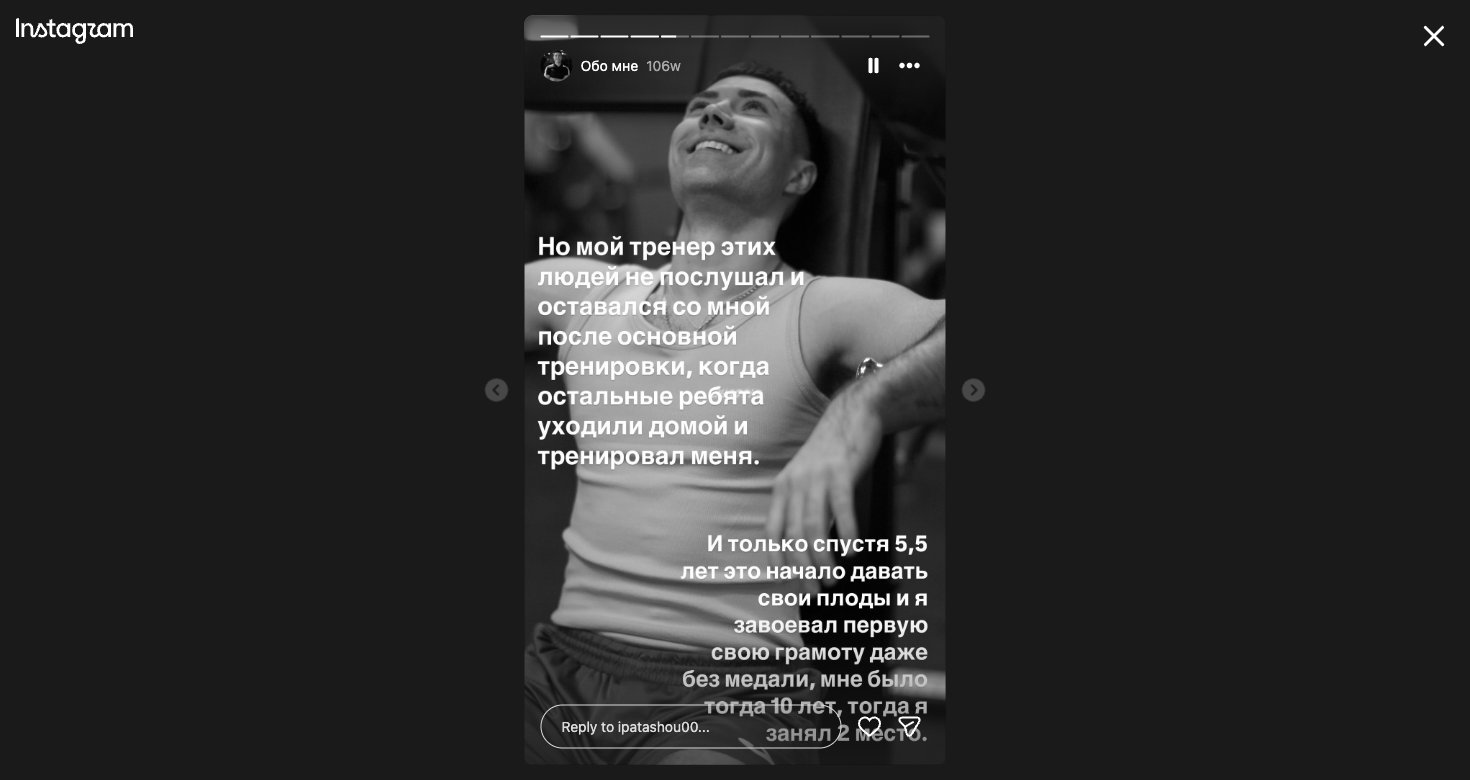 Instagram
Обо мне 106w
Но мой тренер этих
людей не послушал и
оставался со мной
после основной
тренировки, когда
остальные ребята
уходили домой и
тренировал меня.
И только спустя 5,5
лет это начало давать
свои плоды и я
завоевал первую
свою грамоту даже
без медали, мне было
тогда 10 лет, тогда я
занял 2 место.
Reply to ipatashou00...